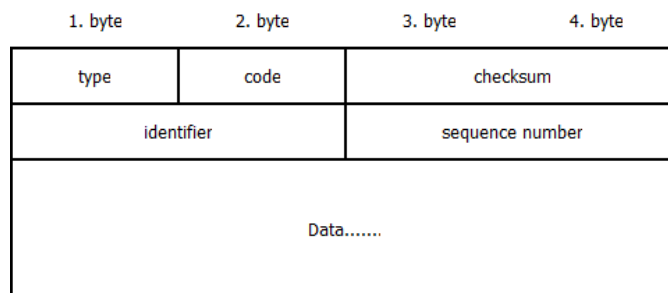 1. byte 2. byte 3. byte 4. byte
type code checksum
identifier sequence number
Data.......